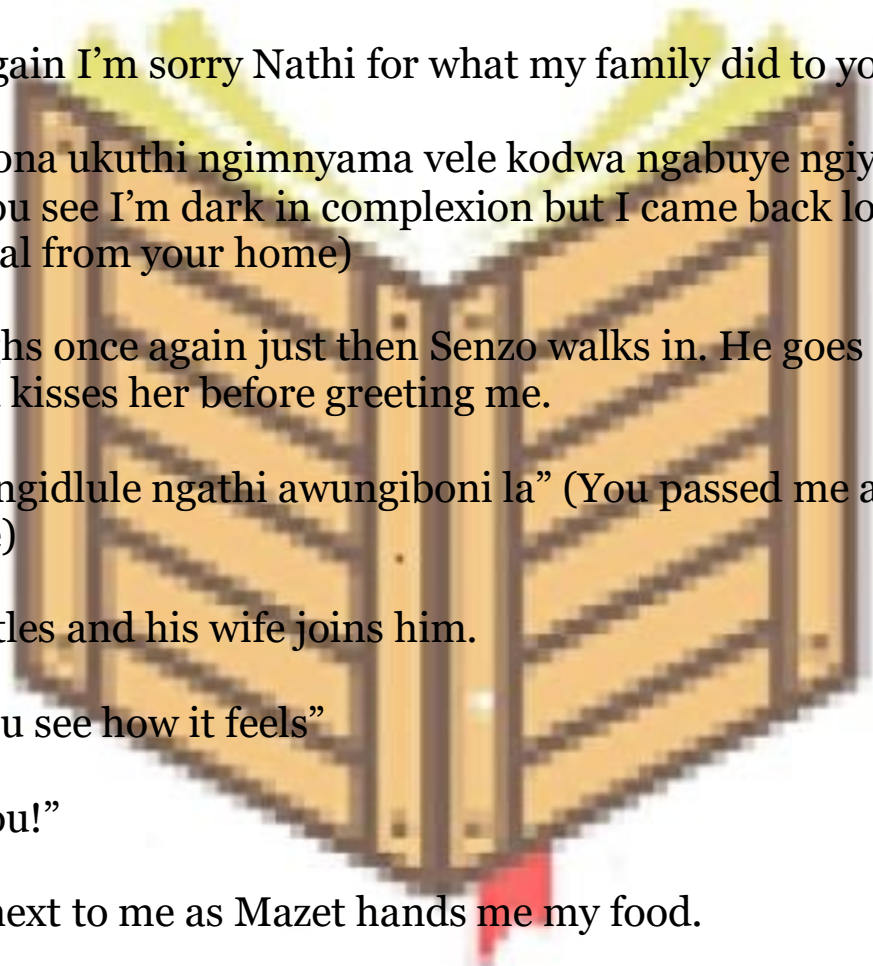 gain I’m sorry Nathi for what my family did to yo
ona ukuthi ngimnyama vele kodwa ngabuye ngiy
ou see I’m dark in complexion but I came back lo
al from your home)
ghs once again just then Senzo walks in. He goes
kisses her before greeting me.
ngidlule ngathi awungiboni la” (You passed me a
e)
tles and his wife joins him.
u see how it feels”
ou!”
next to me as Mazet hands me my food.